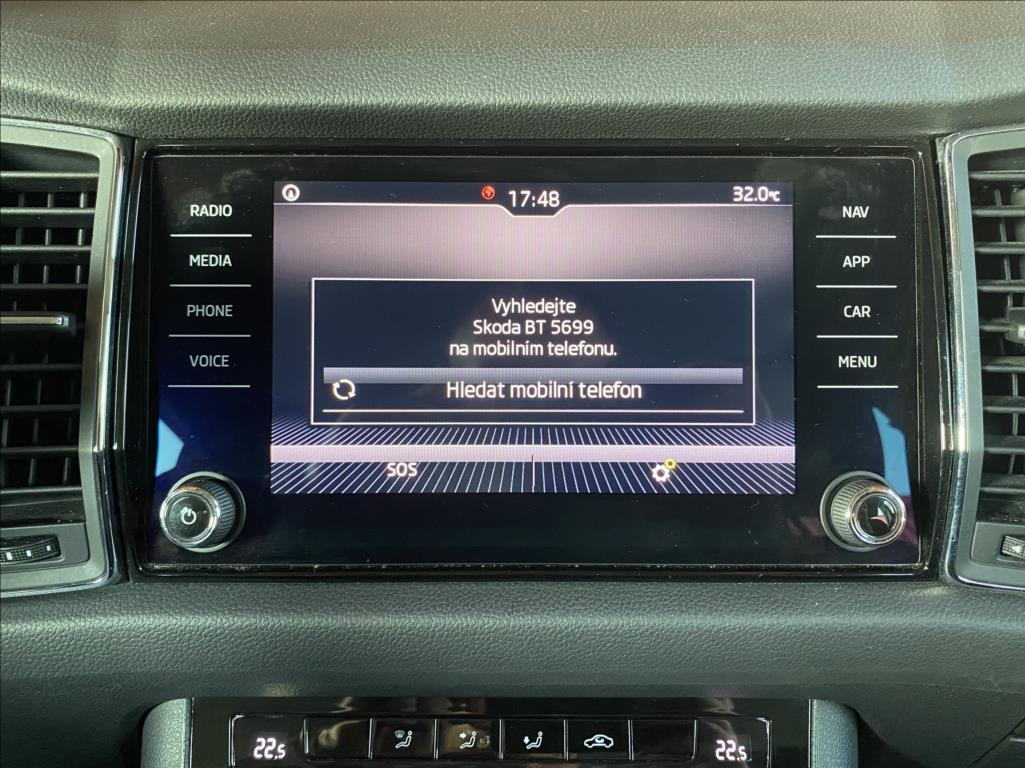 17:48
32.0°C
RADIO
MEDIA
PHONE
VOICE
NAV
APP
CAR
MENU
Vyhledejte
Skoda BT 5699
na mobilním telefonu.
Hledat mobilní telefon
SOS
22.5
22.5